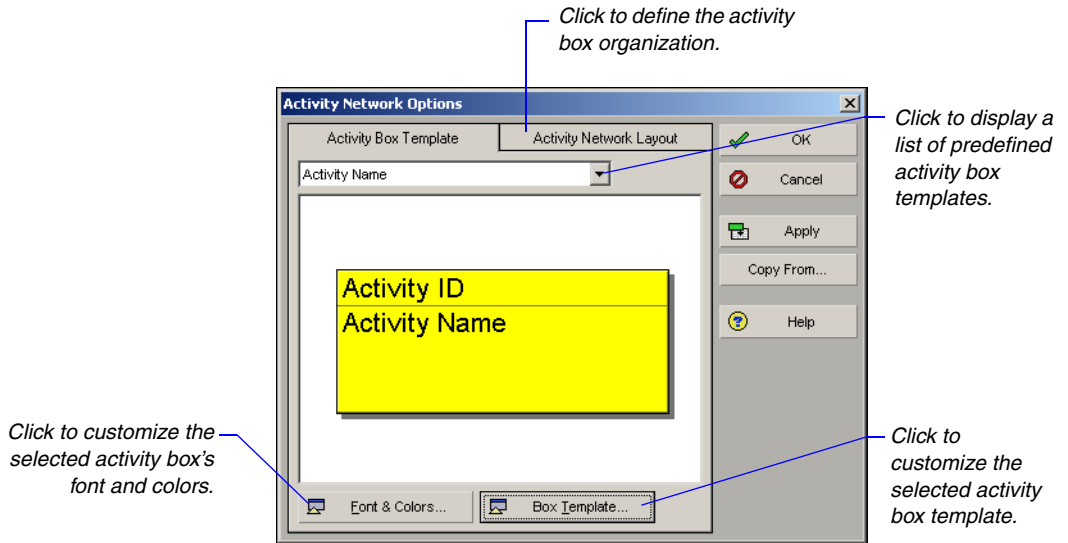 Click to define the activity
box organization.
Activity Network Options
Activity Box Template
Activity Network Layout
OK
Click to display a
list of predefined
activity box
templates.
Activity Name
Cancel
Apply
Copy From...
Activity ID
Activity Name
Help
Click to customize the
selected activity box's
font and colors.
Click to
customize the
selected activity
box template.
Font & Colors...
Box Template...